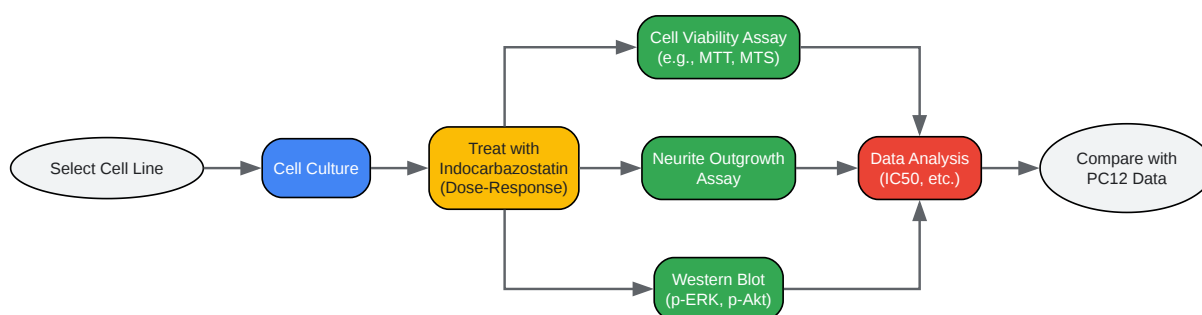 Select Cell Line
Cell Culture
Treat with
Indocarbazostatin
(Dose-Response)
Cell Viability Assay
(e.g., MTT, MTS)
Neurite Outgrowth
Assay
Western Blot
(p-ERK, p-Akt)
Data Analysis
(IC50, etc.)
Compare with
PC12 Data